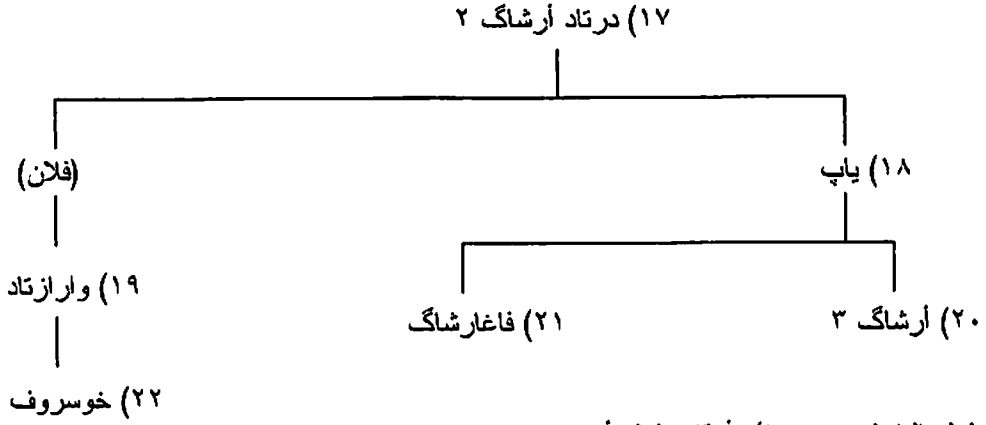 ١٧) درتاد أرشاگ ٢
١٨) ياپ
(فلان)
٢٠) أرشاگ ٣
٢١) فاغارشاگ
١٩) وارازتاد
٢٢) خوسروف